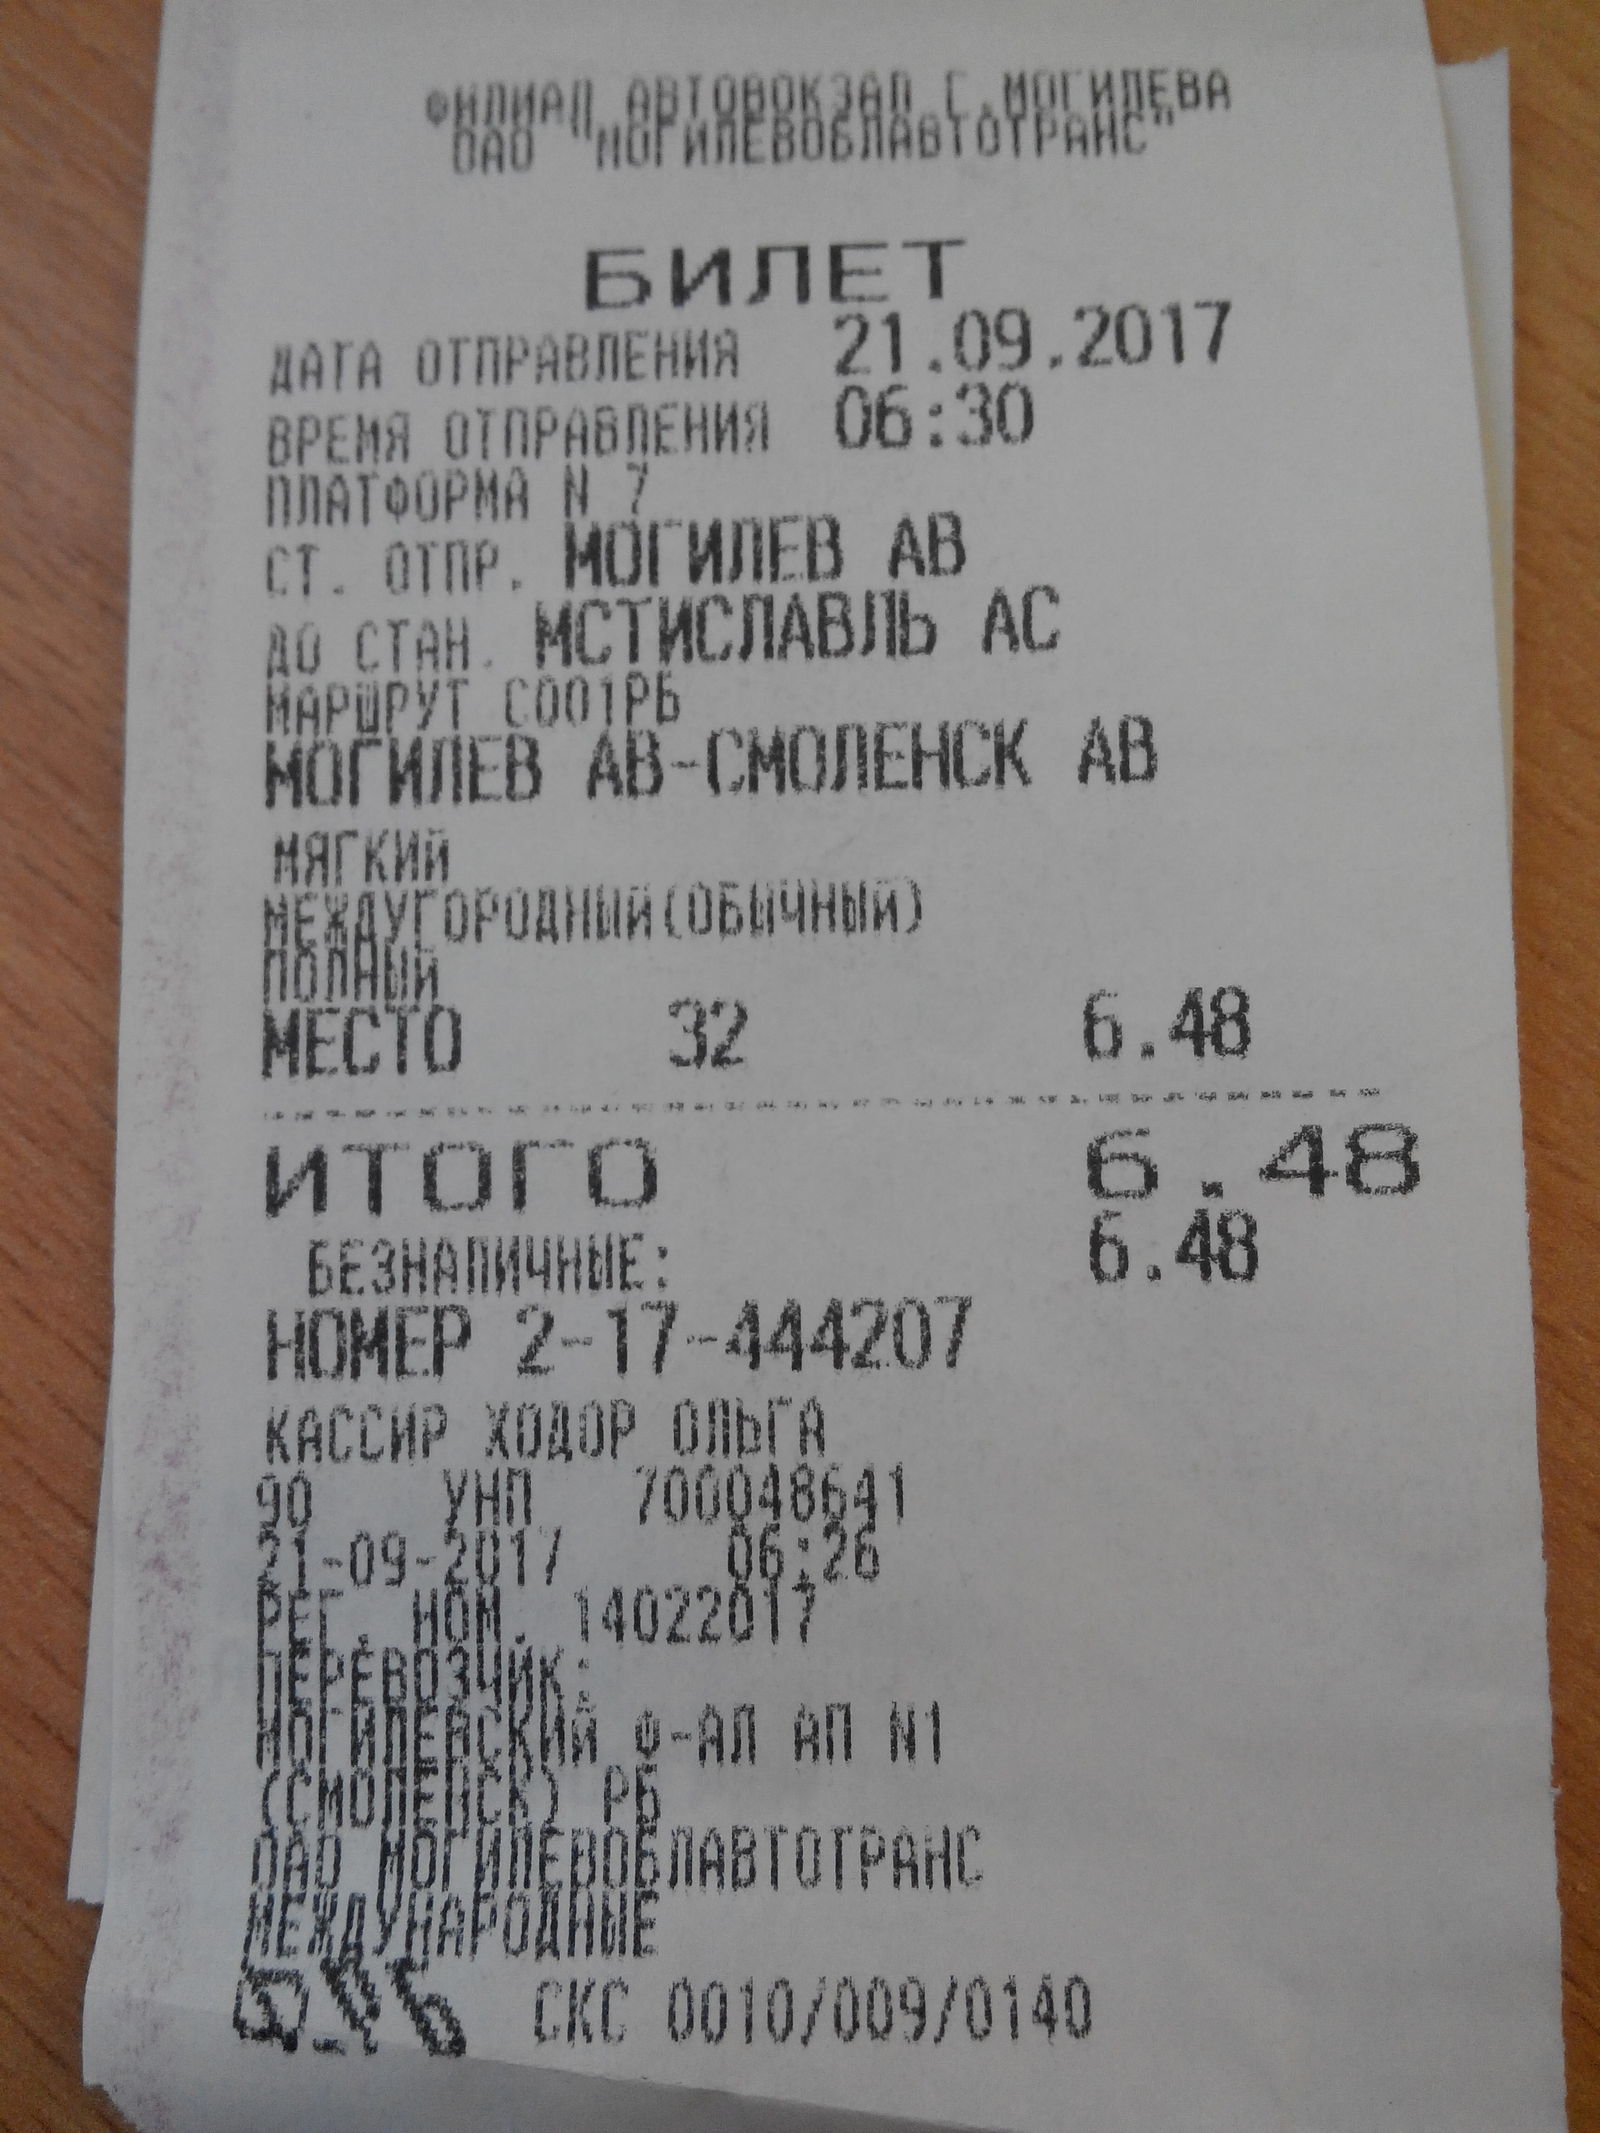 ФИЛИАЛ АВТОВОКЗАЛ Г.МОГИЛЕВА
ОАО "МОГИЛЕВОБЛАВТОТРАНС"
БИЛЕТ
ДАТА ОТПРАВЛЕНИЯ 21.09.2017
ВРЕМЯ ОТПРАВЛЕНИЯ 06:30
ПЛАТФОРМА N 7
СТ. ОТПР. МОГИЛЕВ АВ
ДО СТАН. МСТИСЛАВЛЬ АС
МАРШРУТ С001РБ
МОГИЛЕВ АВ-СМОЛЕНСК АВ
МЯГКИЙ
МЕЖДУГОРОДНЫЙ(ОБЫЧНЫЙ)
ПОЛНЫЙ
МЕСТО 32 6.48
ИТОГО 6.48
БЕЗНАЛИЧНЫЕ: 6.48
НОМЕР 2-17-444207
КАССИР ХОДОР ОЛЬГА
90 УНП 700048641
21-09-2017 06:26
РЕГ. НОМ. 14022017
ПЕРЕВОЗЧИК:
МОГИЛЕВСКИЙ Ф-АЛ АП N1
(СМОЛЕНСК) РБ
ОАО МОГИЛЕВОБЛАВТОТРАНС
МЕЖДУНАРОДНЫЕ
СКС 0010/009/0140